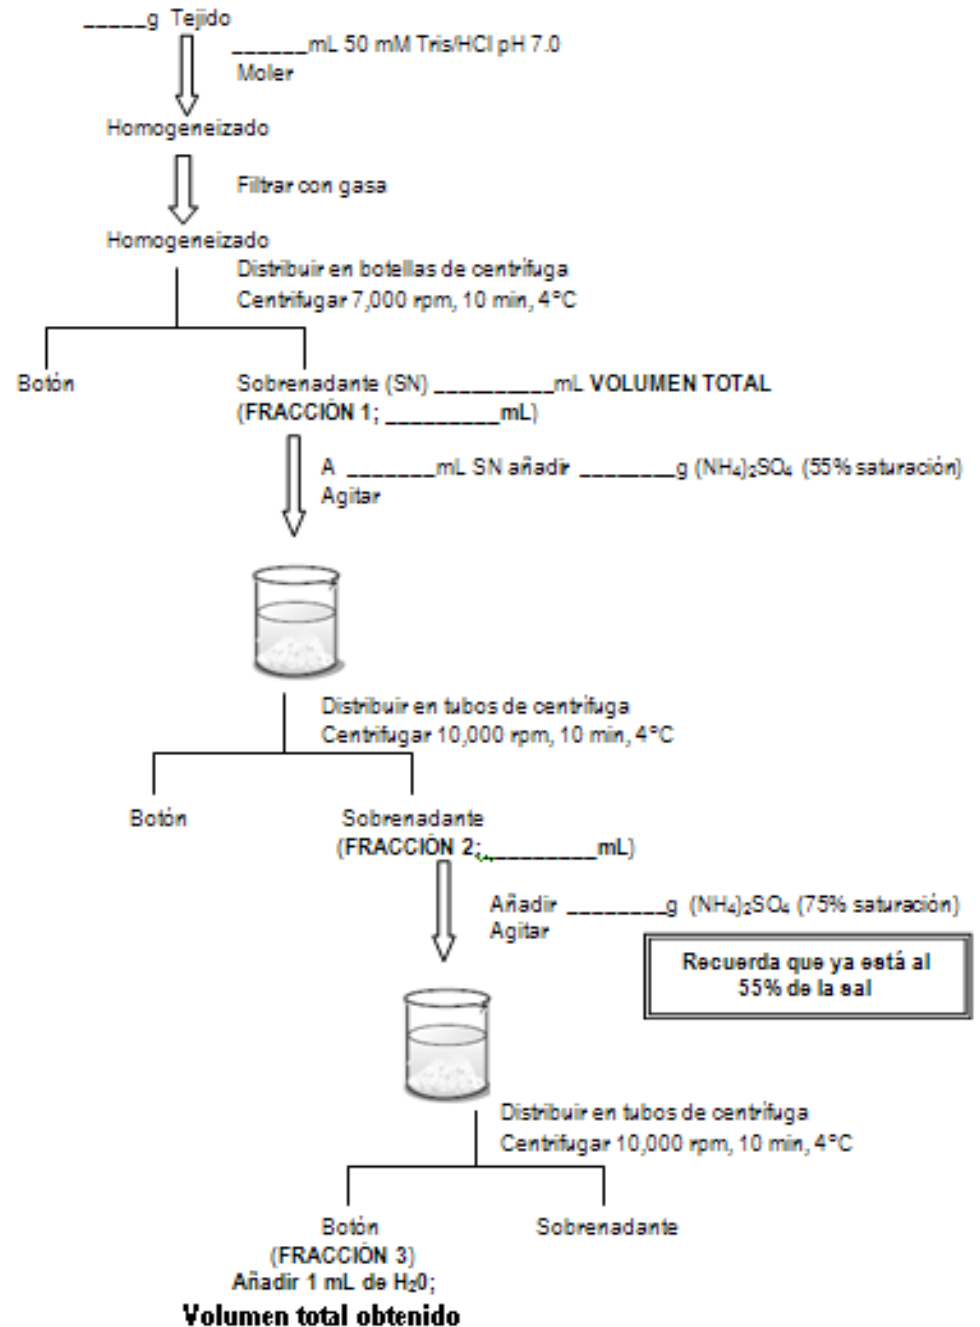 _____g Tejido
______mL 50 mM Tris/HCl pH 7.0
Moler
Homogeneizado
Filtrar con gasa
Homogeneizado
Distribuir en botellas de centrífuga
Centrifugar 7,000 rpm, 10 min, 4°C
Botón
Sobrenadante (SN) __________mL VOLUMEN TOTAL
(FRACCIÓN 1; _________mL)
A _______mL SN añadir ________g (NH₄)₂SO₄ (55% saturación)
Agitar
Distribuir en tubos de centrífuga
Centrifugar 10,000 rpm, 10 min, 4°C
Botón
Sobrenadante
(FRACCIÓN 2; _________mL)
Añadir ________g (NH₄)₂SO₄ (75% saturación)
Agitar
Recuerda que ya está al
55% de la sal
Distribuir en tubos de centrífuga
Centrifugar 10,000 rpm, 10 min, 4°C
Botón
Sobrenadante
(FRACCIÓN 3)
Añadir 1 mL de H₂0;
Volumen total obtenido